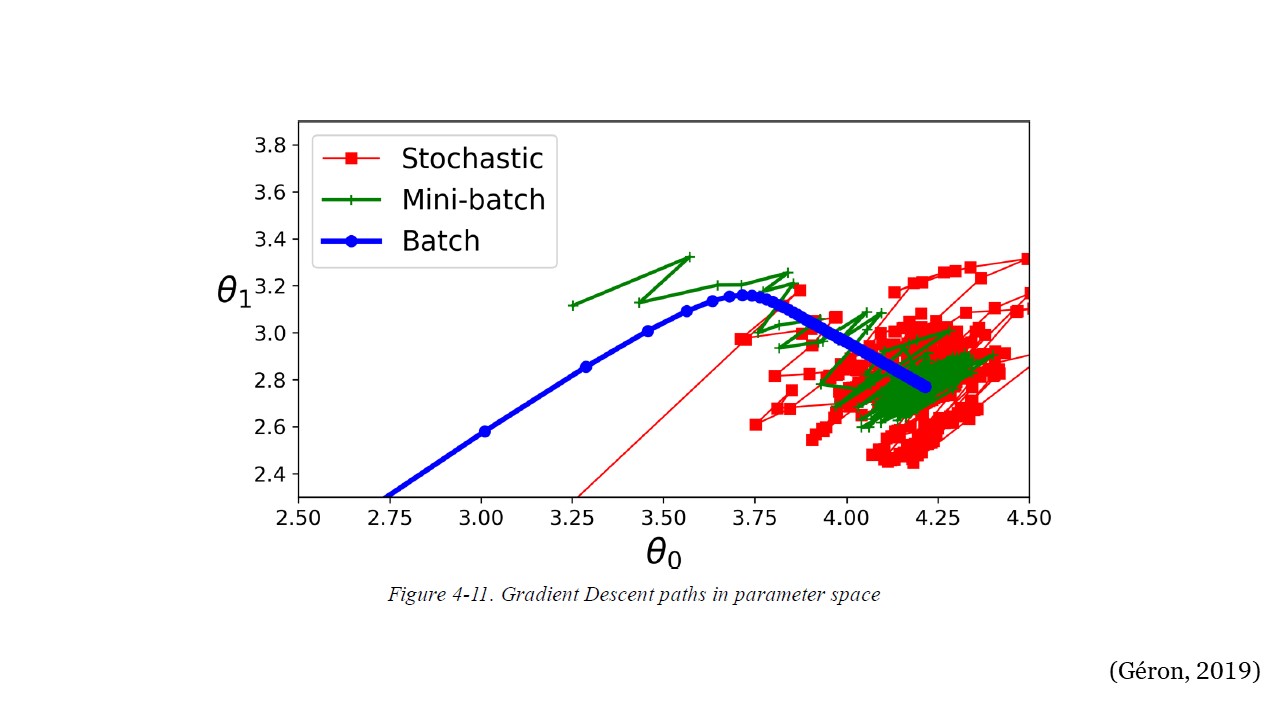 3.8
3.6
3.4
3.2
3.0
2.8
2.6
2.4
θ1
Stochastic
Mini-batch
Batch
2.50 2.75 3.00 3.25 3.50 3.75 4.00 4.25 4.50
θ0
Figure 4-11. Gradient Descent paths in parameter space
(Géron, 2019)